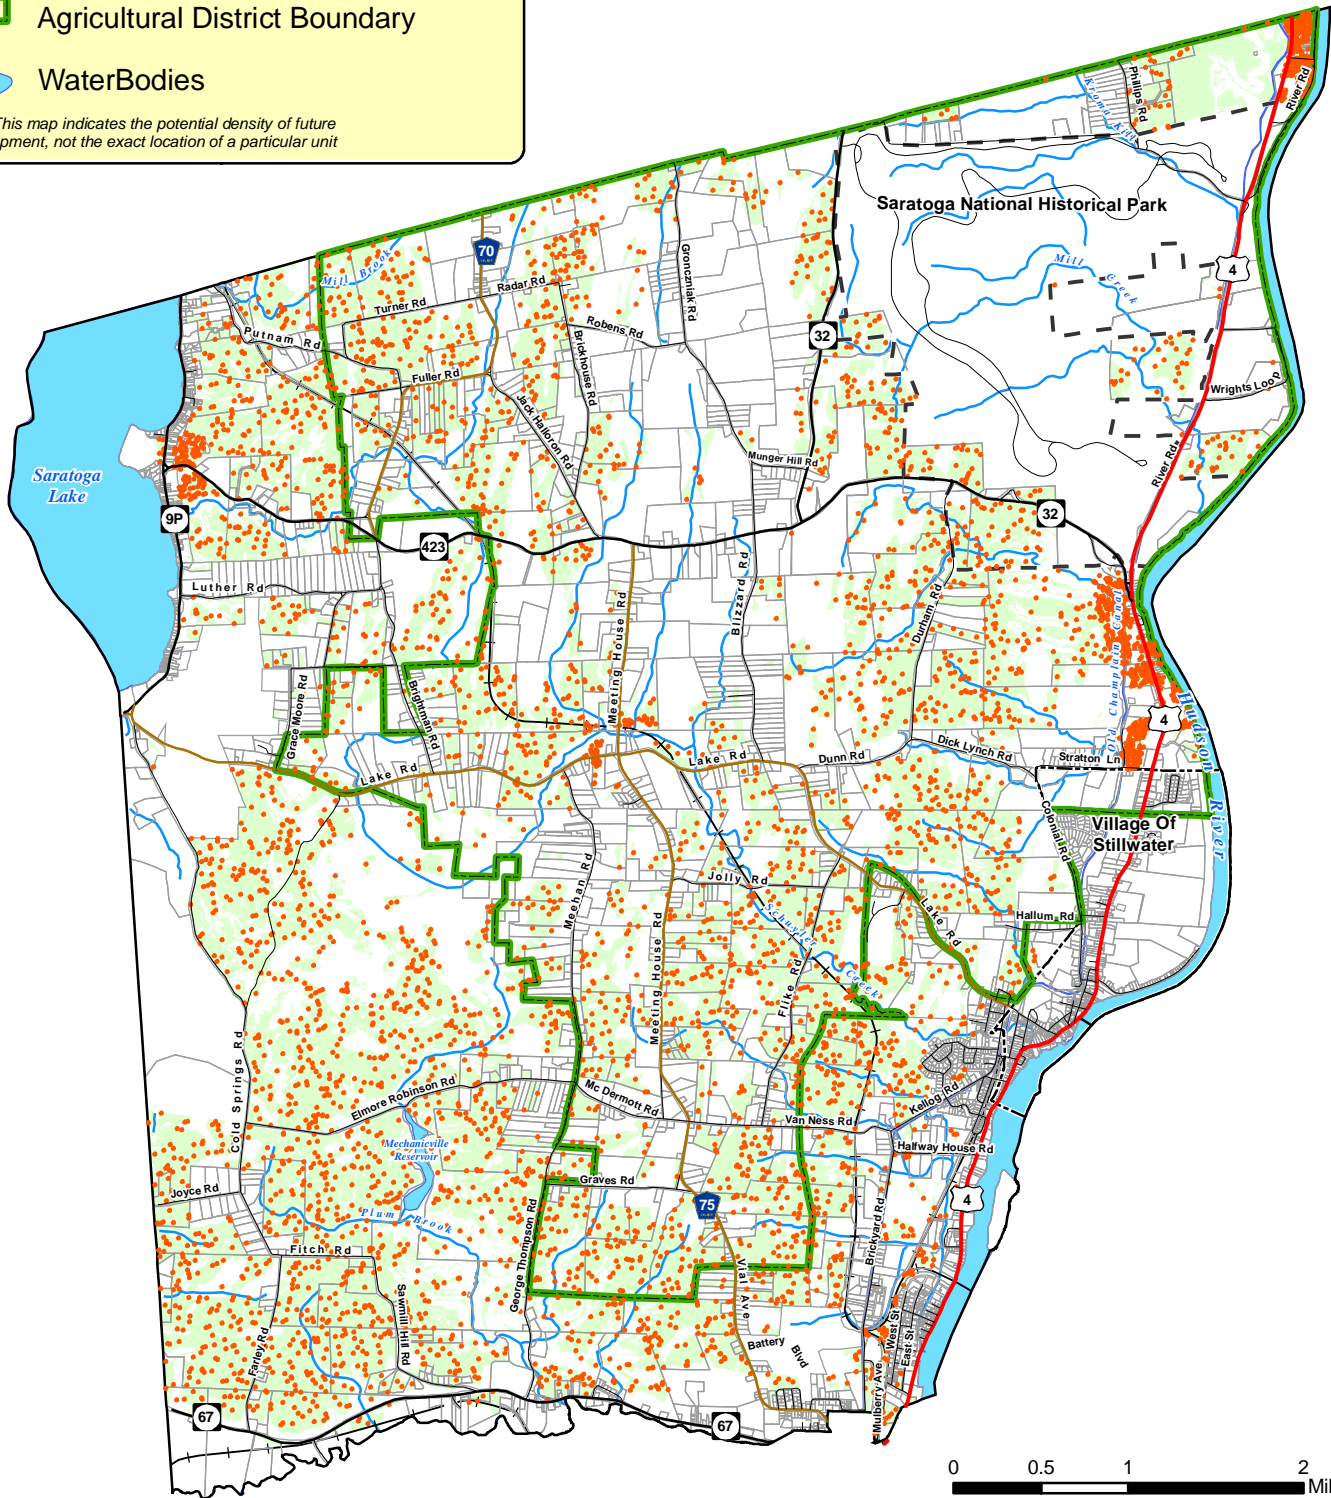 Agricultural District Boundary
WaterBodies
This map indicates the potential density of future
pment, not the exact location of a particular unit
Phillips Rd
River Rd
Kroma Kill
Saratoga National Historical Park
70
Mill Brook
Gronczniak Rd
Mill Creek
4
Radar Rd
Turner Rd
Robens Rd
32
Putnam Rd
Brickhouse Rd
Fuller Rd
Wrights Loop
Jack Halloron Rd
Munger Hill Rd
River Rd
Saratoga
Lake
9P
32
423
Luther Rd
Blizzard Rd
Durham Rd
Meeting House Rd
Old Champlain Canal
Grace Moore Rd
Brightman Rd
Hudson River
4
Dick Lynch Rd
Stratton Ln
Dunn Rd
Lake Rd
Lake Rd
Colonial Rd
Village Of
Stillwater
Jolly Rd
Meehan Rd
Lake Rd
Hallum Rd
Schuyler Creek
Meeting House Rd
Flike Rd
Cold Springs Rd
Elmore Robinson Rd
Mc Dermott Rd
Kellog Rd
Van Ness Rd
Halfway House Rd
Mechanicville
Reservoir
Joyce Rd
Graves Rd
75
4
Plum Brook
Brickyard Rd
George Thompson Rd
Fitch Rd
Vial Ave
Sawmill Hill Rd
Farley Rd
Battery Blvd
West St
East St
Mulberry Ave
67
67
0 0.5 1 2
Mil